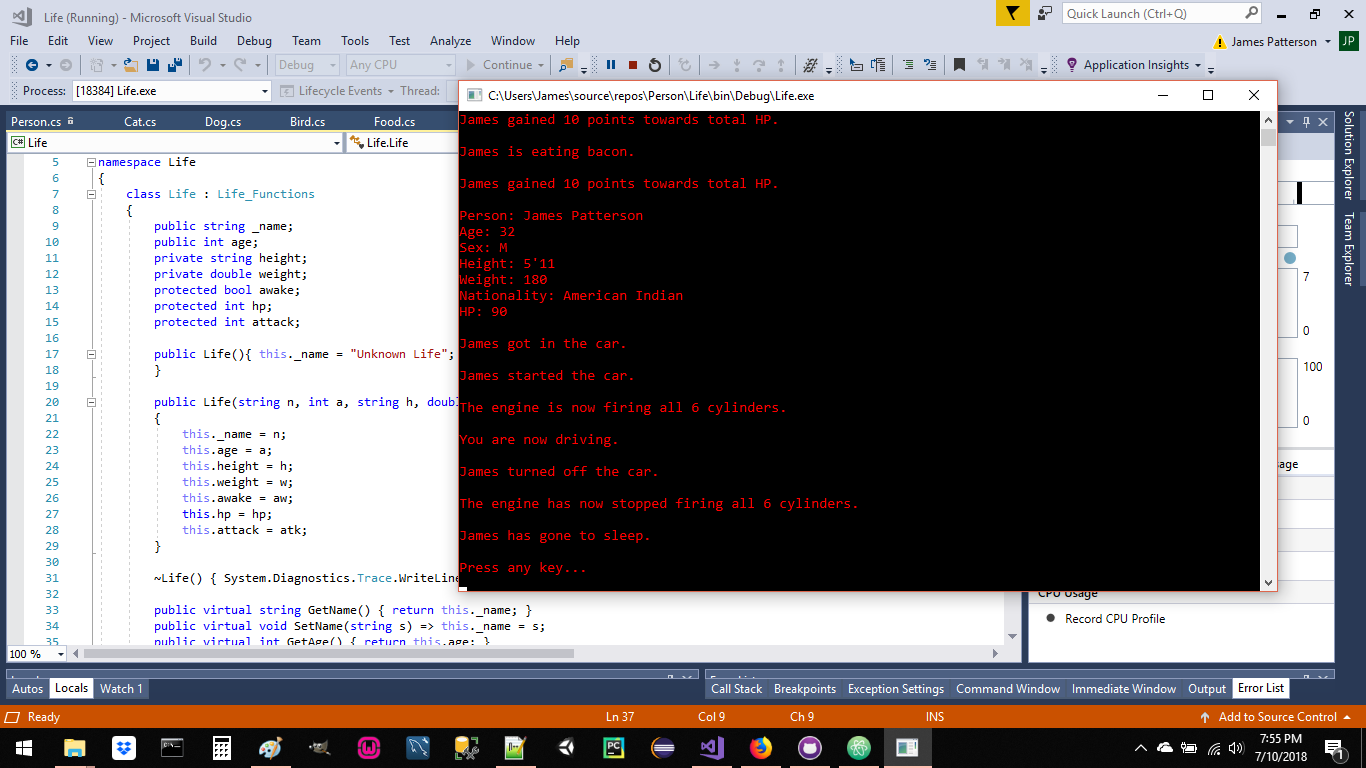 Life (Running) - Microsoft Visual Studio
Quick Launch (Ctrl+Q)
File Edit View Project Build Debug Team Tools Test Analyze Window Help
James Patterson JP
Debug Any CPU Continue Application Insights
Process: [18384] Life.exe Lifecycle Events Thread:
C:\Users\James\source\repos\Person\Life\bin\Debug\Life.exe
Person.cs Cat.cs Dog.cs Bird.cs Food.cs
C# Life Life.Life
5 namespace Life
6 {
7 class Life : Life_Functions
8 {
9 public string _name;
10 public int age;
11 private string height;
12 private double weight;
13 protected bool awake;
14 protected int hp;
15 protected int attack;
16
17 public Life(){ this._name = "Unknown Life";
18 }
19
20 public Life(string n, int a, string h, doub
21 {
22 this._name = n;
23 this.age = a;
24 this.height = h;
25 this.weight = w;
26 this.awake = aw;
27 this.hp = hp;
28 this.attack = atk;
29 }
30
31 ~Life() { System.Diagnostics.Trace.WriteLine
32
33 public virtual string GetName() { return this._name; }
34 public virtual void SetName(string s) => this._name = s;
35 public virtual int GetAge() { return this.age; }
100 %
James gained 10 points towards total HP.
James is eating bacon.
James gained 10 points towards total HP.
Person: James Patterson
Age: 32
Sex: M
Height: 5'11
Weight: 180
Nationality: American Indian
HP: 90
James got in the car.
James started the car.
The engine is now firing all 6 cylinders.
You are now driving.
James turned off the car.
The engine has now stopped firing all 6 cylinders.
James has gone to sleep.
Press any key...
Solution Explorer
Team Explorer
7
0
100
0
sage
CPU Usage
Record CPU Profile
Autos Locals Watch 1
Call Stack Breakpoints Exception Settings Command Window Immediate Window Output Error List
Ready Ln 37 Col 9 Ch 9 INS Add to Source Control
PC
7:55 PM
7/10/2018
1